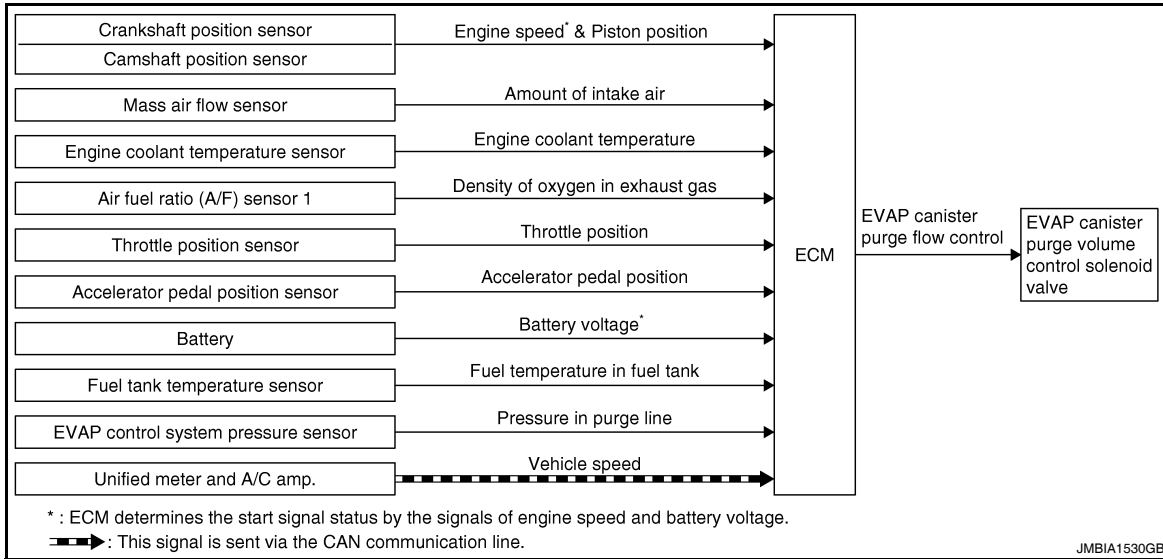 Crankshaft position sensor
Engine speed* & Piston position
Camshaft position sensor
Mass air flow sensor
Amount of intake air
Engine coolant temperature sensor
Engine coolant temperature
Air fuel ratio (A/F) sensor 1
Density of oxygen in exhaust gas
Throttle position sensor
Throttle position
Accelerator pedal position sensor
Accelerator pedal position
Battery
Battery voltage*
Fuel tank temperature sensor
Fuel temperature in fuel tank
EVAP control system pressure sensor
Pressure in purge line
Unified meter and A/C amp.
Vehicle speed
ECM
EVAP canister
purge flow control
EVAP canister
purge volume
control solenoid
valve
* : ECM determines the start signal status by the signals of engine speed and battery voltage.
: This signal is sent via the CAN communication line.
JMBIA1530GB